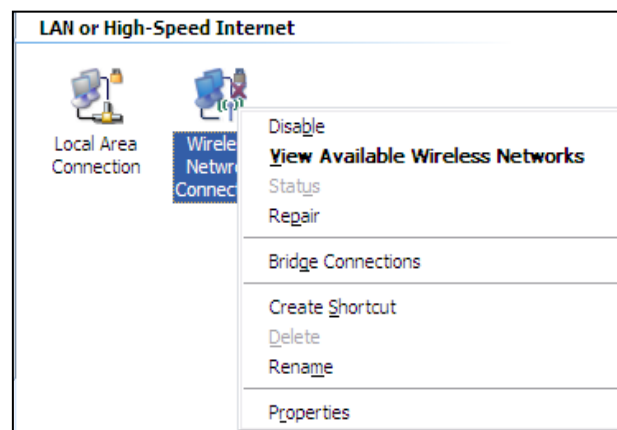 LAN or High-Speed Internet
Local Area
Connection
Disable
View Available Wireless Networks
Status
Repair
Bridge Connections
Create Shortcut
Delete
Rename
Properties